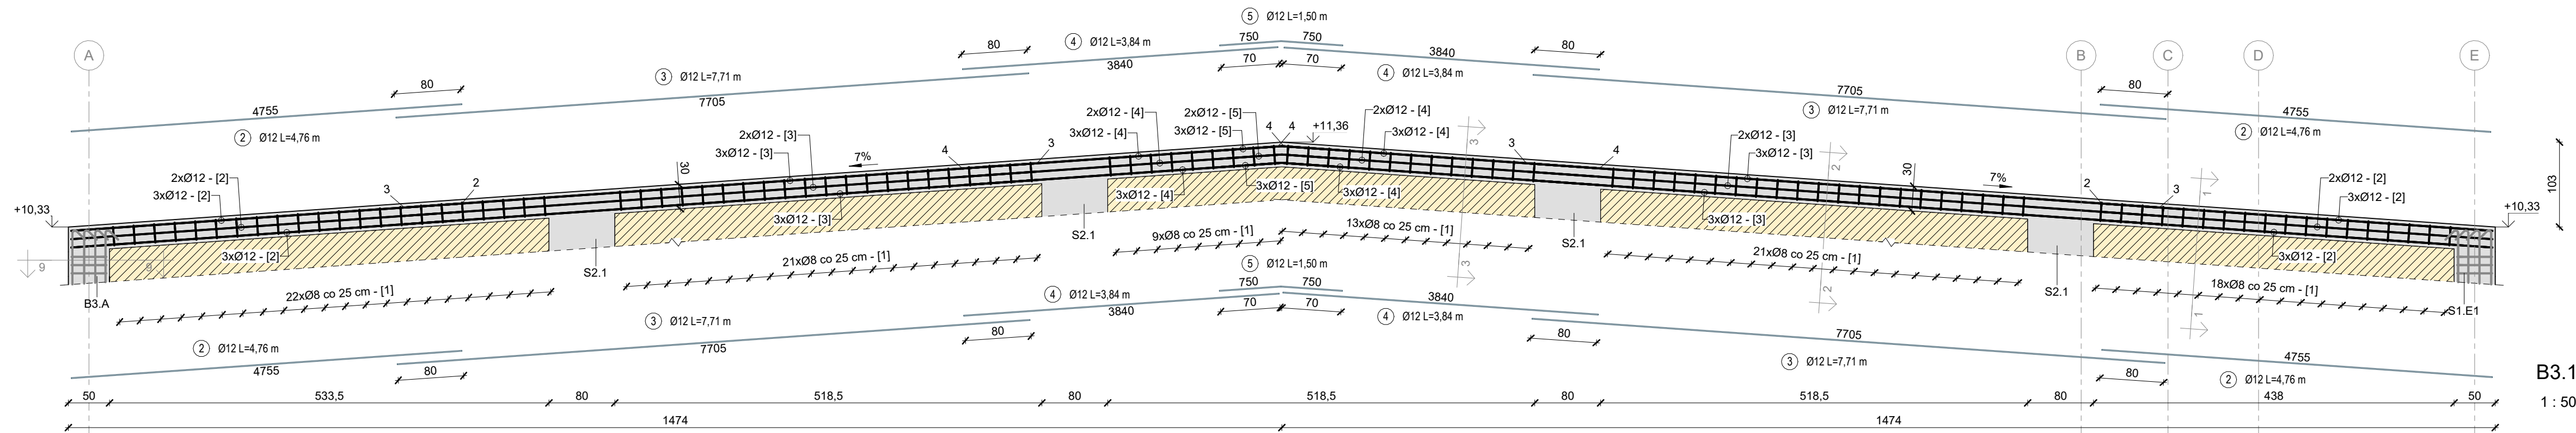 5 Ø12 L=1,50 m
750 750
80 4 Ø12 L=3,84 m 3840 80
A B C D E
3840 70 70 4 Ø12 L=3,84 m
3 Ø12 L=7,71 m
80 7705 7705 80
4755 3 Ø12 L=7,71 m 4755
2 Ø12 L=4,76 m 2 Ø12 L=4,76 m
2xØ12 - [4] 2xØ12 - [5] 2xØ12 - [4]
3xØ12 - [4] 3xØ12 - [5] 4 4 +11,36 3xØ12 - [4] 3
2xØ12 - [3] 2xØ12 - [3] 2
3xØ12 - [3] 7% 4 3 3 4 3xØ12 - [3] 30 7%
30
2xØ12 - [2] 3 2 2 3 2xØ12 - [2]
3xØ12 - [2] 3xØ12 - [2]
103
3xØ12 - [4] 3xØ12 - [5] 3xØ12 - [4] 1
+10,33 +10,33
3xØ12 - [3] 3xØ12 - [3]
S2.1 9xØ8 co 25 cm - [1] 13xØ8 co 25 cm - [1] S2.1
3xØ12 - [2] 3xØ12 - [2]
9 9 S2.1 21xØ8 co 25 cm - [1] 3 21xØ8 co 25 cm - [1]
5 Ø12 L=1,50 m
B3.A 22xØ8 co 25 cm - [1] 2 S2.1 18xØ8 co 25 cm - [1] S1.E1
750 750
4 Ø12 L=3,84 m 3840
3840 70 70 4 Ø12 L=3,84 m 1
3 Ø12 L=7,71 m
80 7705 7705 80
2 Ø12 L=4,76 m 3 Ø12 L=7,71 m 4755
4755 80 80 2 Ø12 L=4,76 m
B3.1
50 533,5 80 518,5 80 518,5 80 518,5 80 438 50
1 : 50
1474 1474